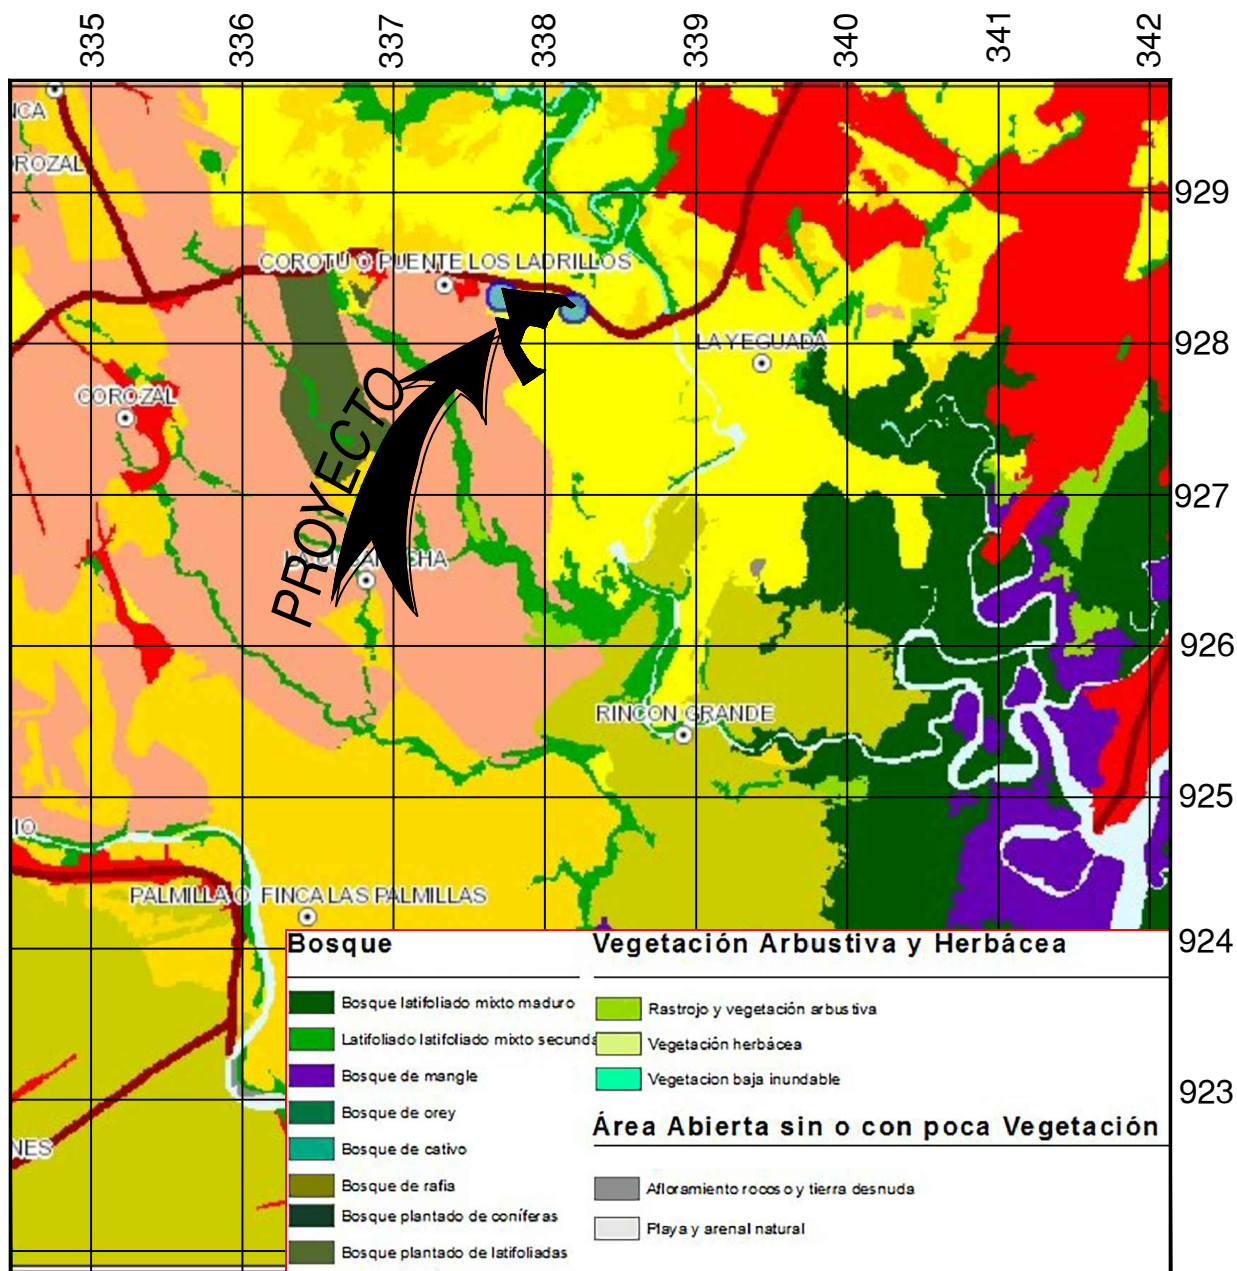 335
336
337
338
339
340
341
342
ICA
ROZAL
929
COROTU O PUENTE LOS LADRILLOS
928
LA YEGUADA
COROZAL
PROYECTO
927
926
RINCON GRANDE
925
IO
PALMILLA O FINCA LAS PALMILLAS
924
923
NES
Bosque
Bosque latifoliado mixto maduro
Latifoliado latifoliado mixto secunda
Bosque de mangle
Bosque de orey
Bosque de cativo
Bosque de rafia
Bosque plantado de coníferas
Bosque plantado de latifoliadas
Vegetación Arbustiva y Herbácea
Rastrojo y vegetación arbustiva
Vegetación herbácea
Vegetacion baja inundable
Área Abierta sin o con poca Vegetación
Afloramiento rocoso y tierra desnuda
Playa y arenal natural